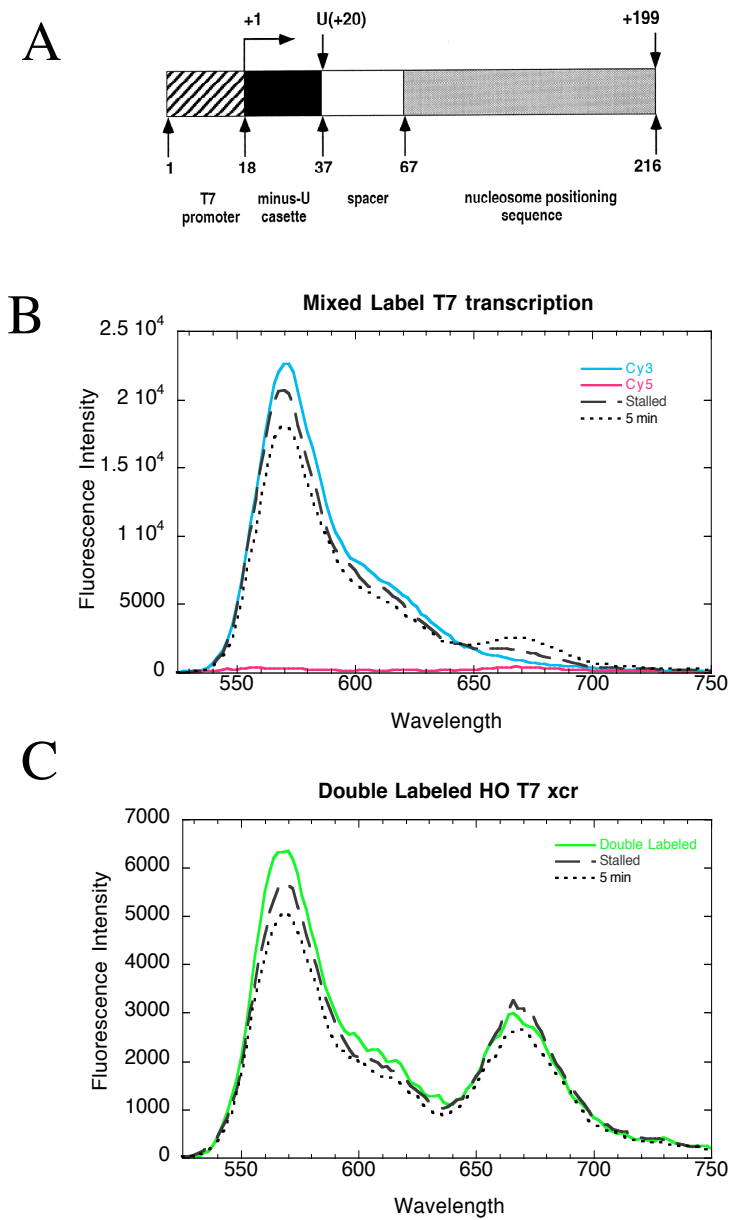 A
+1
U(+20)
+199
1
18
37
67
216
T7
promoter
minus-U
casette
spacer
nucleosome positioning
sequence
B
Mixed Label T7 transcription
Fluorescence Intensity
2.5 10^4
2 10^4
1.5 10^4
1 10^4
5000
0
Cy3
Cy5
Stalled
5 min
550
600
650
700
750
Wavelength
C
Double Labeled HO T7 xcr
Fluorescence Intensity
7000
6000
5000
4000
3000
2000
1000
0
Double Labeled
Stalled
5 min
550
600
650
700
750
Wavelength